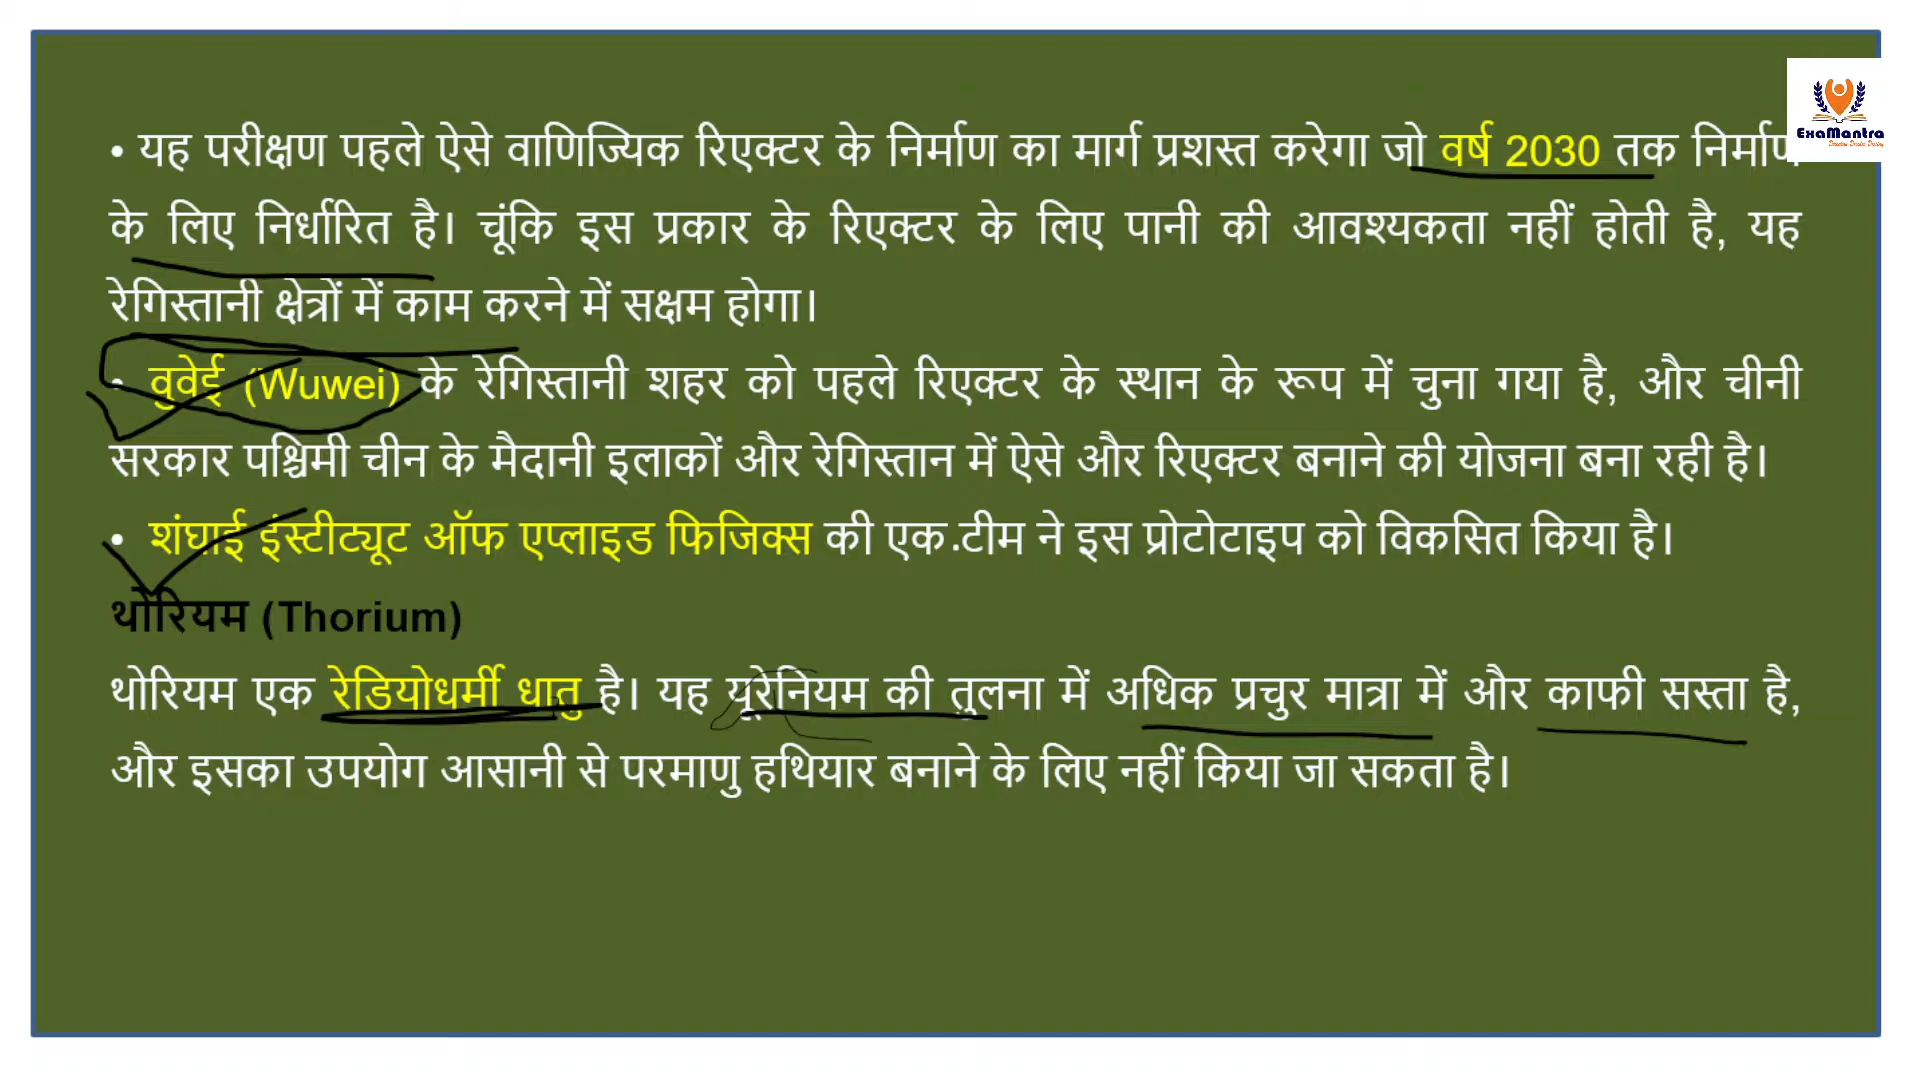 • यह परीक्षण पहले ऐसे वाणिज्यिक रिएक्टर के निर्माण का मार्ग प्रशस्त करेगा जो वर्ष 2030 तक निर्माण
के लिए निर्धारित है। चूंकि इस प्रकार के रिएक्टर के लिए पानी की आवश्यकता नहीं होती है, यह
रेगिस्तानी क्षेत्रों में काम करने में सक्षम होगा।
• वुवेई (Wuwei) के रेगिस्तानी शहर को पहले रिएक्टर के स्थान के रूप में चुना गया है, और चीनी
सरकार पश्चिमी चीन के मैदानी इलाकों और रेगिस्तान में ऐसे और रिएक्टर बनाने की योजना बना रही है।
• शंघाई इंस्टीट्यूट ऑफ एप्लाइड फिजिक्स की एक.टीम ने इस प्रोटोटाइप को विकसित किया है।
थोरियम (Thorium)
थोरियम एक रेडियोधर्मी धातु है। यह यूरेनियम की तुलना में अधिक प्रचुर मात्रा में और काफी सस्ता है,
और इसका उपयोग आसानी से परमाणु हथियार बनाने के लिए नहीं किया जा सकता है।
ExaMantra